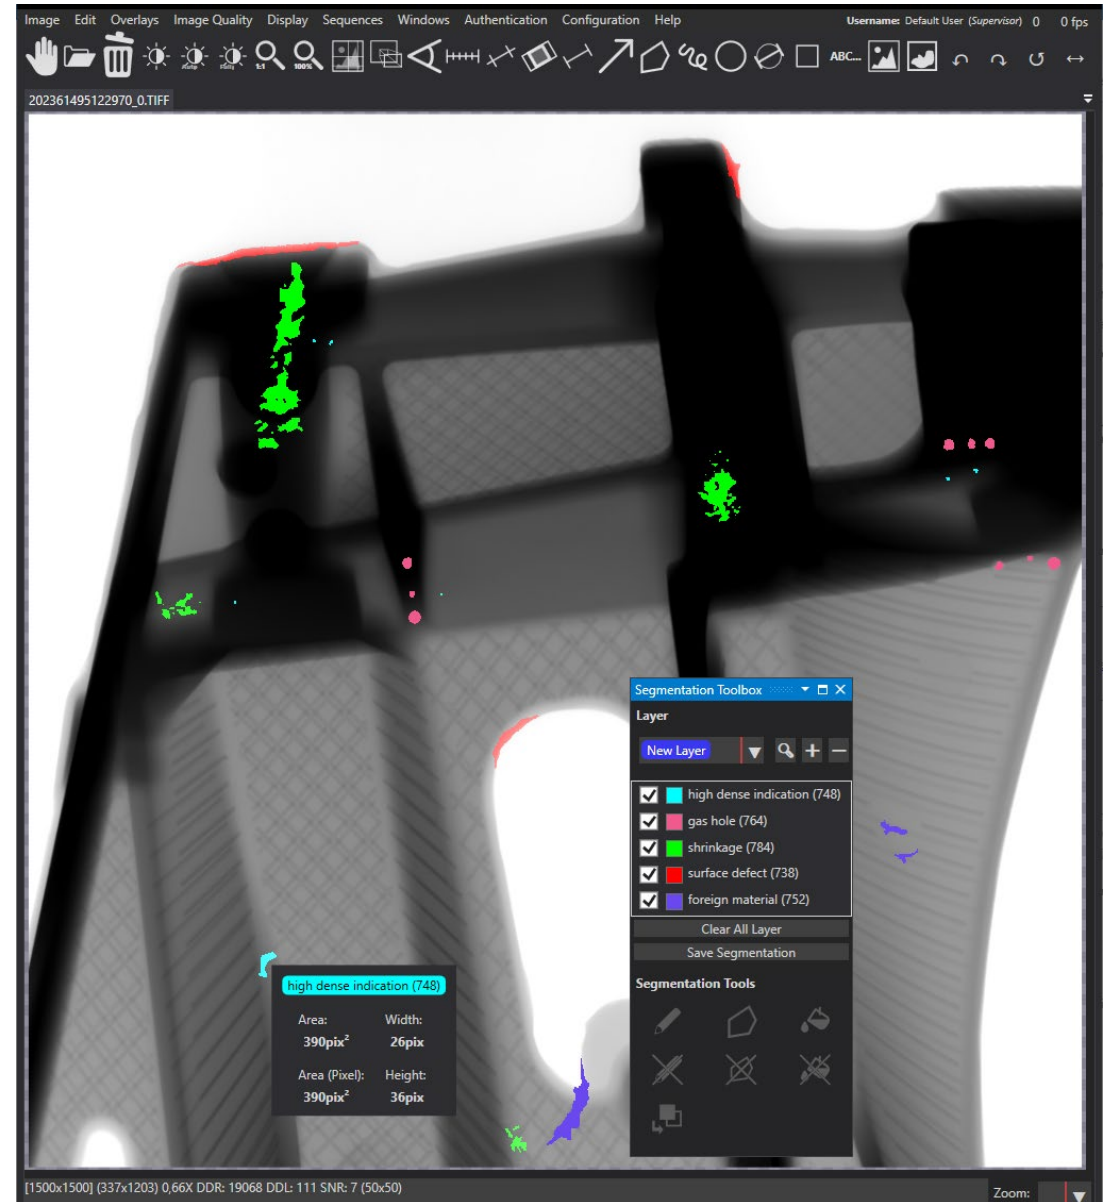 Image Edit Overlays Image Quality Display Sequences Windows Authentication Configuration Help Username: Default User (Supervisor) 0 0 fps
1:1 100% ABC...
202361495122970_0.TIFF
Segmentation Toolbox
Layer
New Layer
high dense indication (748)
gas hole (764)
shrinkage (784)
surface defect (738)
foreign material (752)
Clear All Layer
Save Segmentation
Segmentation Tools
high dense indication (748)
Area: Width:
390pix² 26pix
Area (Pixel): Height:
390pix² 36pix
[1500x1500] (337x1203) 0,66X DDR: 19068 DDL: 111 SNR: 7 (50x50) Zoom: